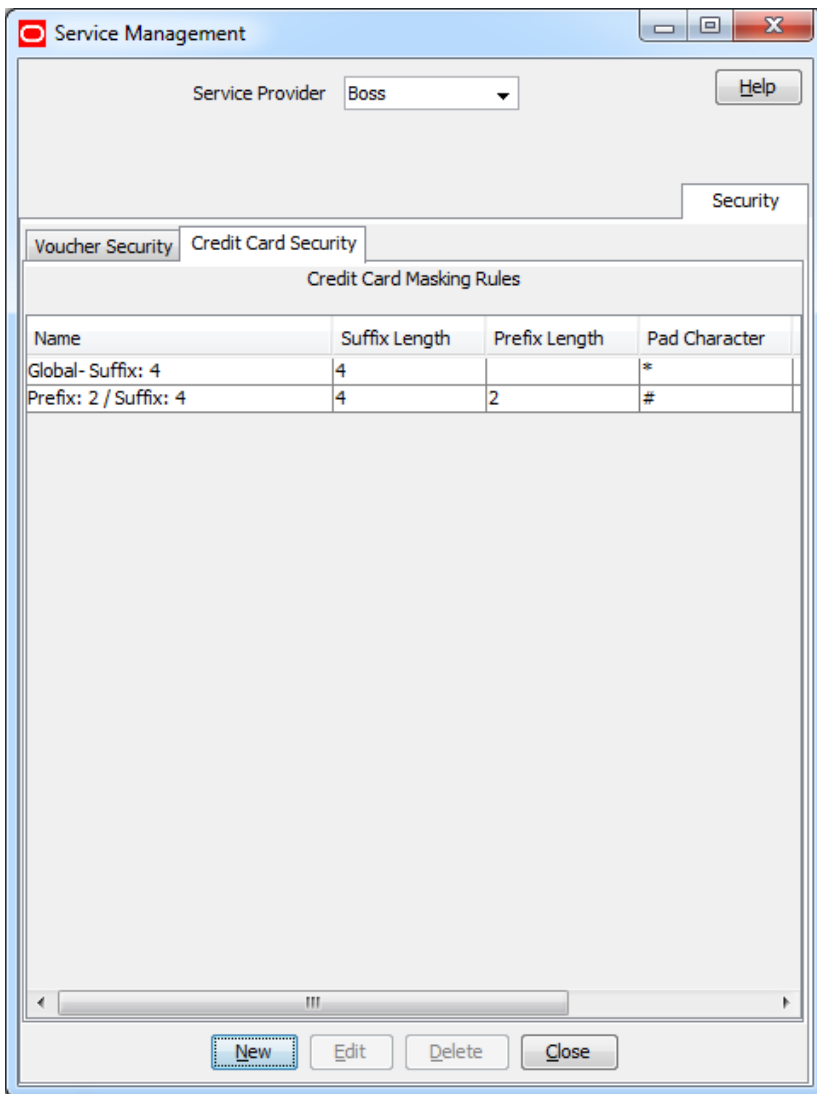 Service Management
Service Provider Boss Help
Security
Voucher Security Credit Card Security
Credit Card Masking Rules
Name Suffix Length Prefix Length Pad Character
Global- Suffix: 4 4 *
Prefix: 2 / Suffix: 4 4 2 #
New Edit Delete Close